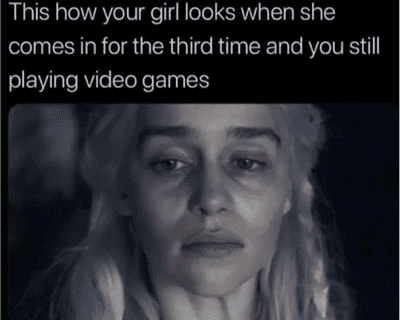 This how your girl looks when she
comes in for the third time and you still
playing video games